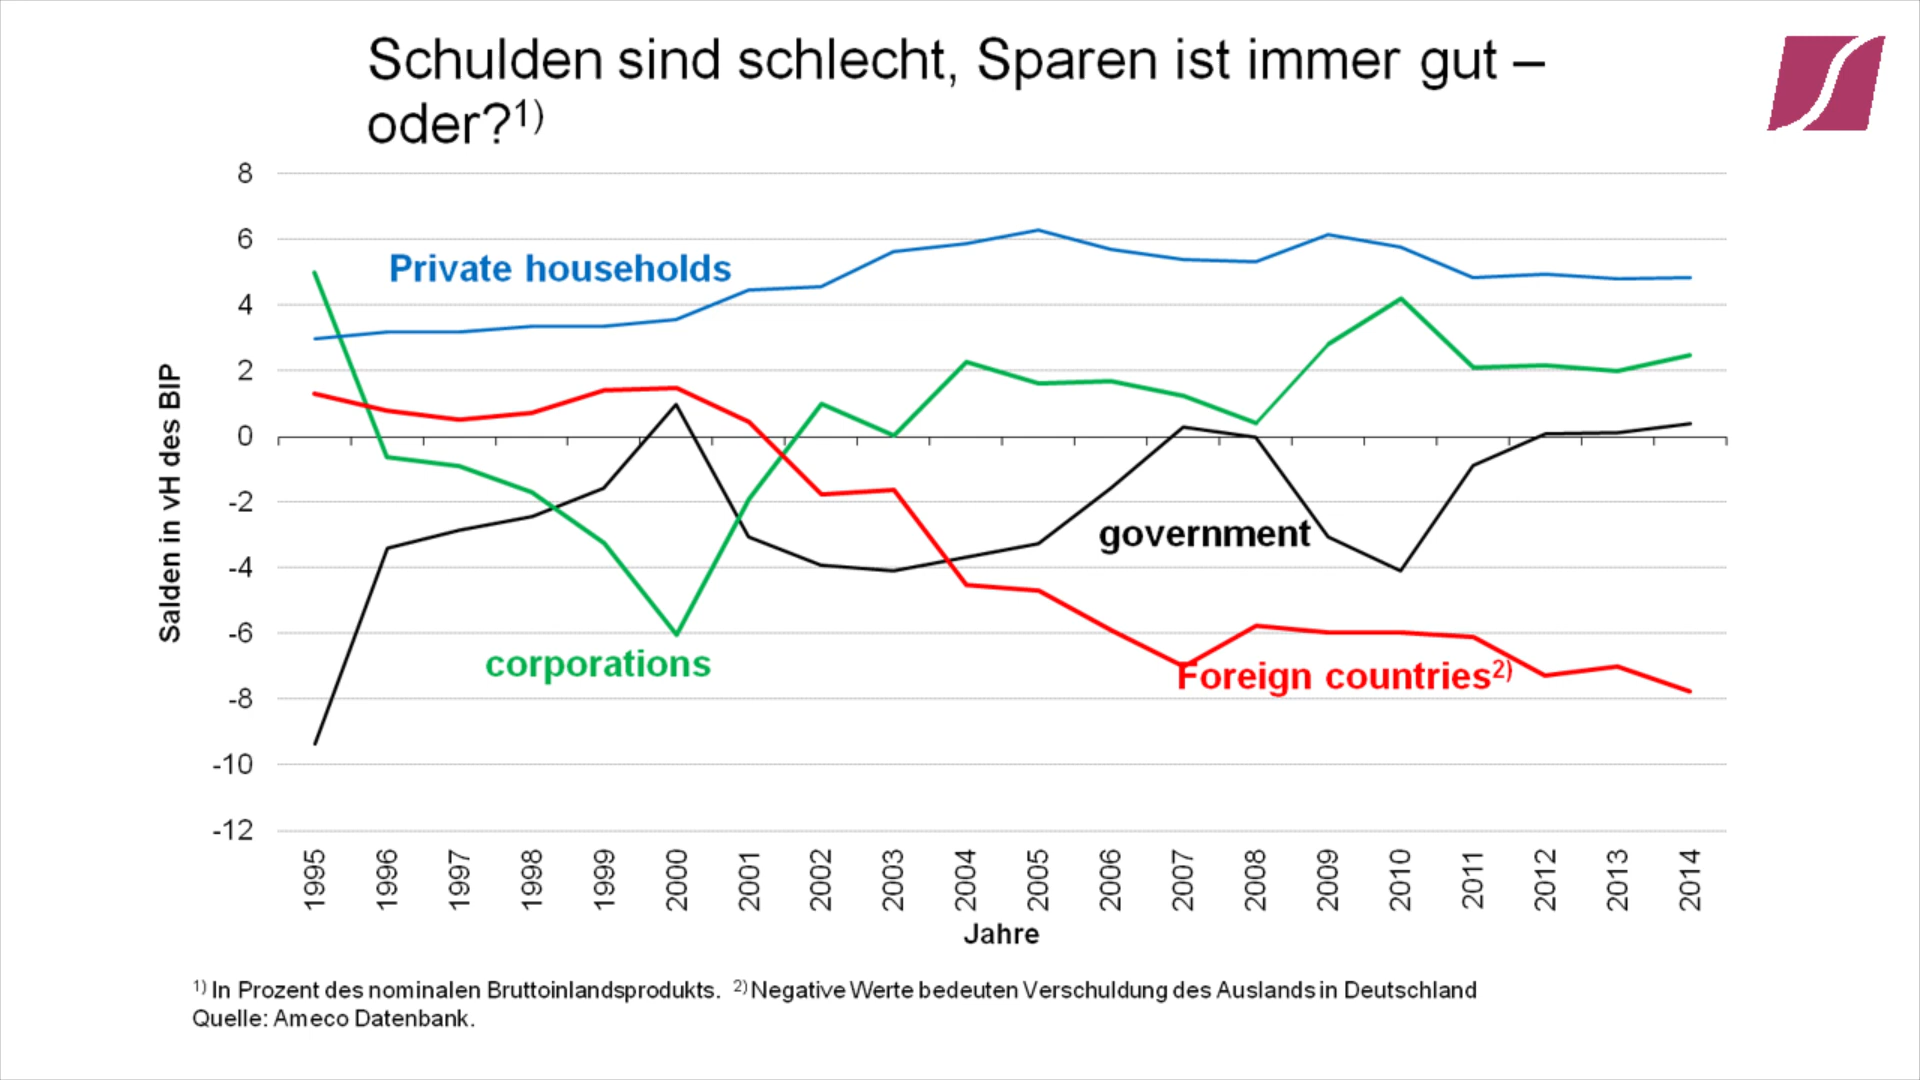 Schulden sind schlecht, Sparen ist immer gut –
oder?1)
8
6
4
2
0
-2
-4
-6
-8
-10
-12
Salden in vH des BIP
Private households
government
corporations
Foreign countries2)
1995 1996 1997 1998 1999 2000 2001 2002 2003 2004 2005 2006 2007 2008 2009 2010 2011 2012 2013 2014
Jahre
1) In Prozent des nominalen Bruttoinlandsprodukts. 2) Negative Werte bedeuten Verschuldung des Auslands in Deutschland
Quelle: Ameco Datenbank.